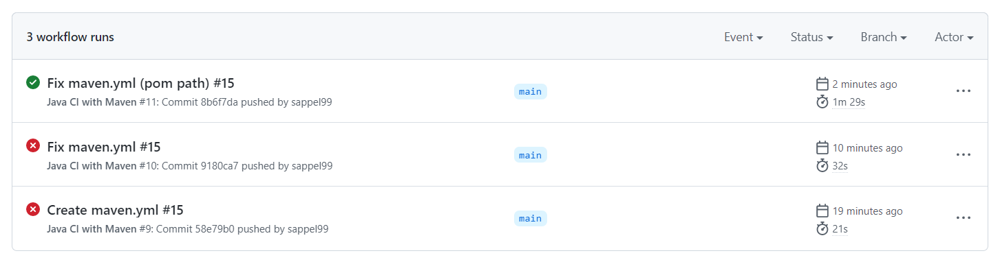 3 workflow runs
Event Status Branch Actor
Fix maven.yml (pom path) #15
Java CI with Maven #11: Commit 8b6f7da pushed by sappel99
main
2 minutes ago
1m 29s
Fix maven.yml #15
Java CI with Maven #10: Commit 9180ca7 pushed by sappel99
main
10 minutes ago
32s
Create maven.yml #15
Java CI with Maven #9: Commit 58e79b0 pushed by sappel99
main
19 minutes ago
21s